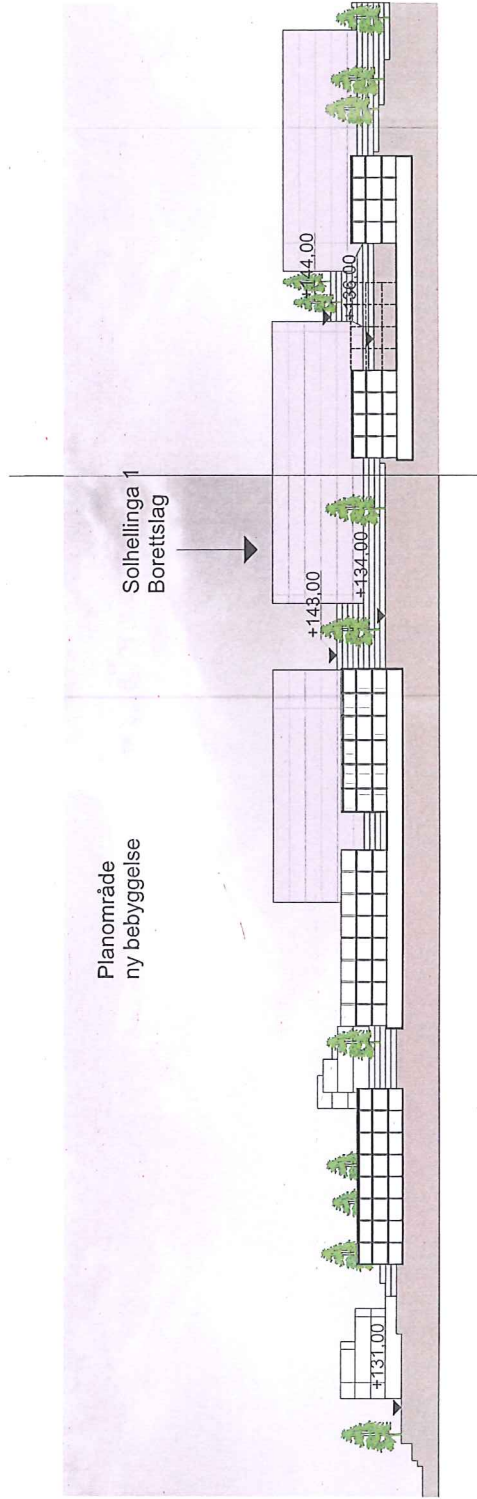 Planområde
ny bebyggelse
Solhellinga 1
Borettslag
+131,00
+143,00
+134,00
+144,00
+136,00